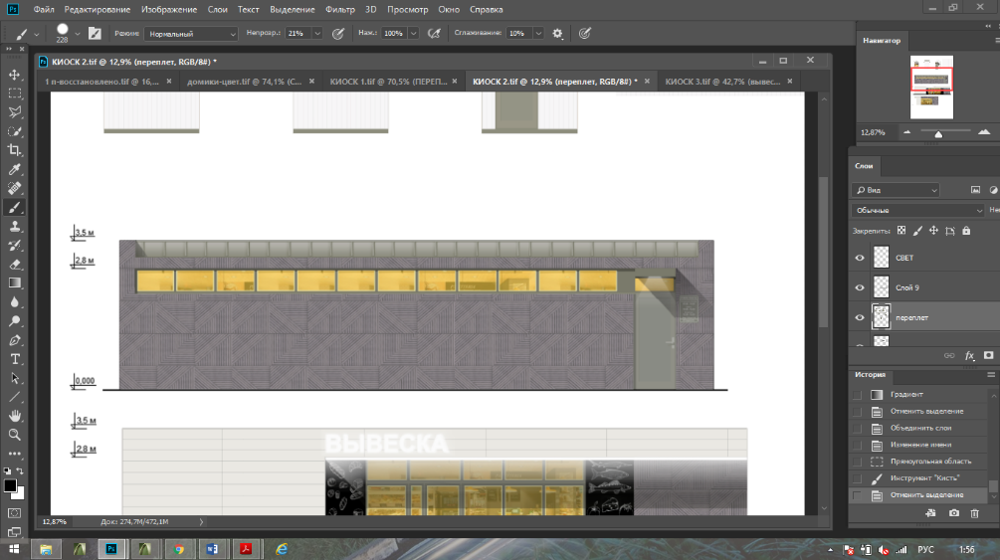 Файл Редактирование Изображение Слои Текст Выделение Фильтр 3D Просмотр Окно Справка
228 Режим: Нормальный Непрозр.: 21% Наж.: 100% Сглаживание: 10%
КИОСК 2.tif @ 12,9% (переплет, RGB/8#) *
1 п-восстановлено.tif @ 16,... × домики-цвет.tif @ 74,1% (С... × КИОСК 1.tif @ 70,5% (ПЕРЕПЛ... × КИОСК 2.tif @ 12,9% (переплет, RGB/8#) * × КИОСК 3.tif @ 42,7% (вывес... ×
3,5 м
2,8 м
0,000
3,5 м
2,8 м
ВЫВЕСКА
12,87% Док: 274,7M/472,1M
Навигатор
12,87%
Слои
Вид
Обычные Не
Закрепить:
СВЕТ
Слой 9
переплет
fx
История
Градиент
Отменить выделение
Объединить слои
Изменение имени
Прямоугольная область
Инструмент "Кисть"
Отменить выделение
РУС 1:56